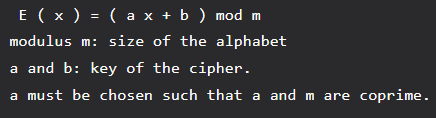 E ( x ) = ( a x + b ) mod m
modulus m: size of the alphabet
a and b: key of the cipher.
a must be chosen such that a and m are coprime.